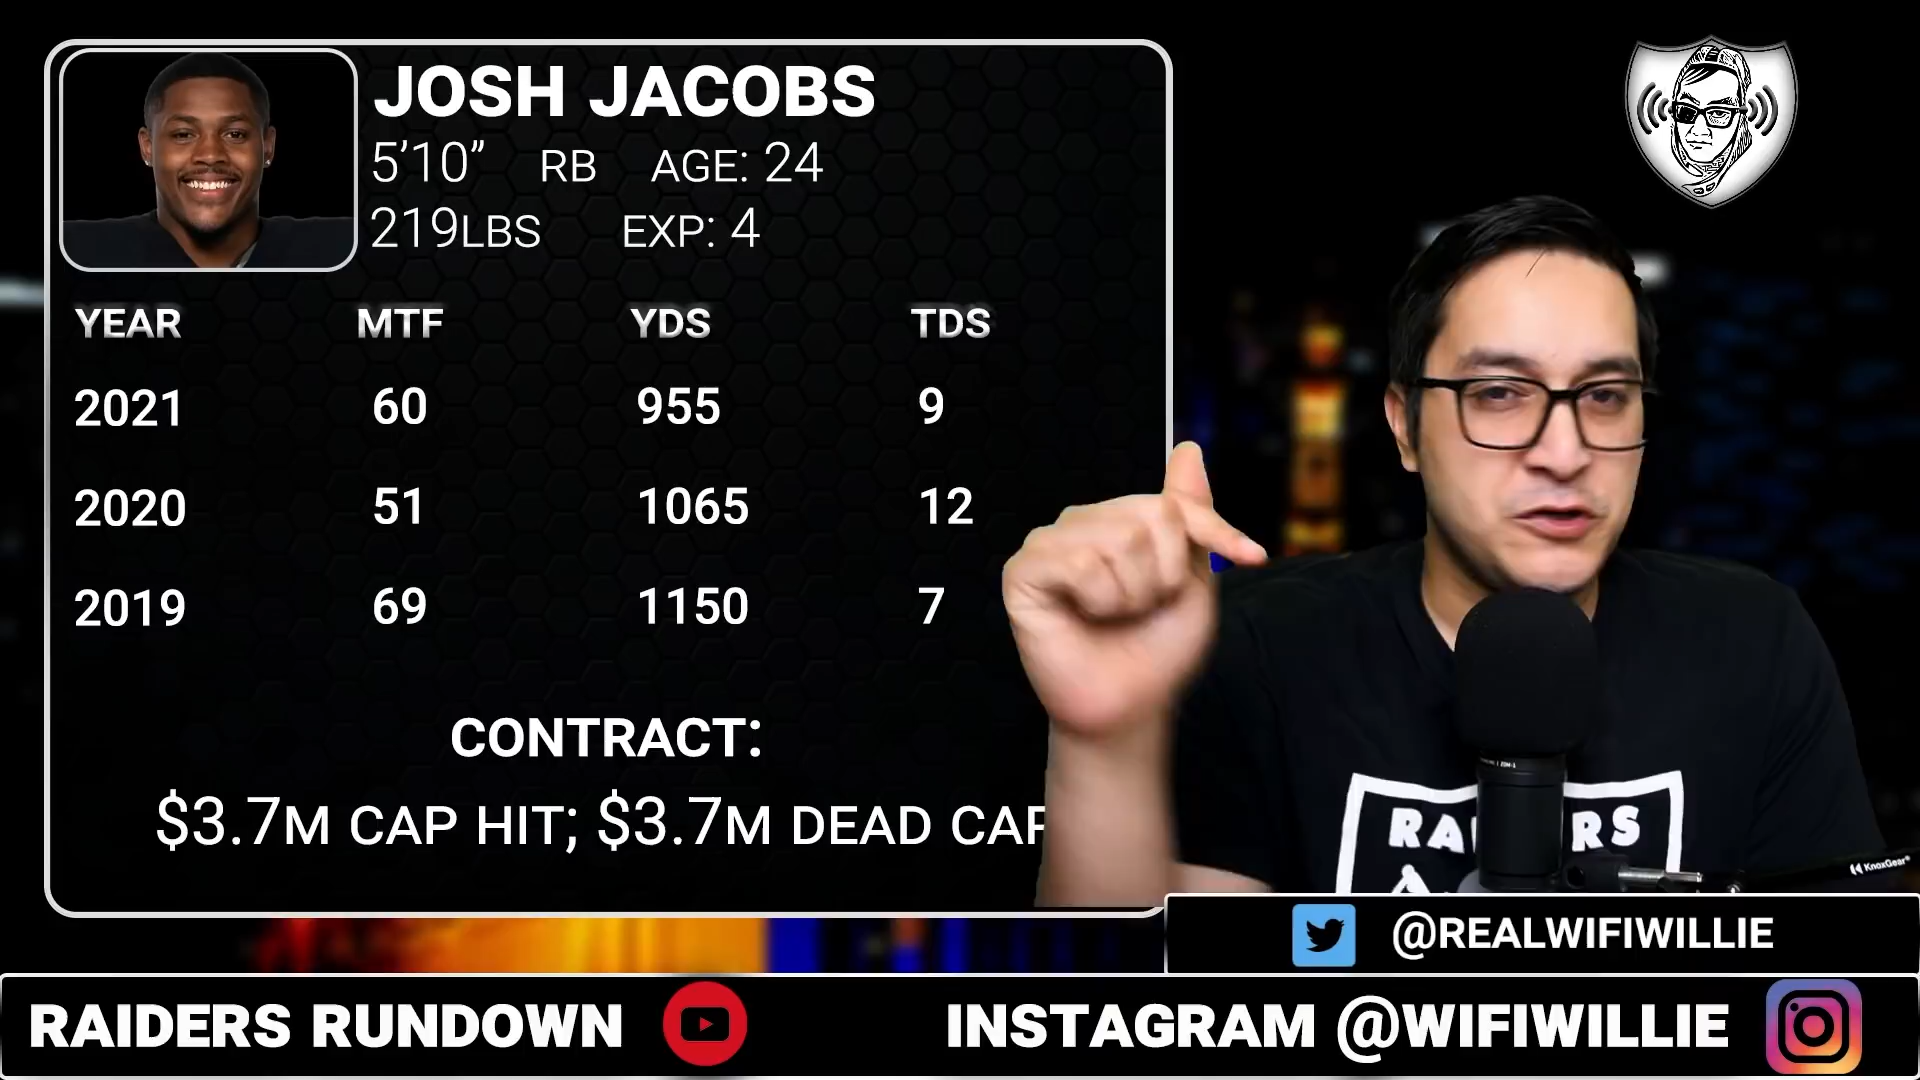 JOSH JACOBS
5’10” RB AGE: 24
219LBS EXP: 4
YEAR MTF YDS TDS
2021 60 955 9
2020 51 1065 12
2019 69 1150 7
CONTRACT:
$3.7M CAP HIT; $3.7M DEAD
KnoxGear
@REALWIFIWILLIE
RAIDERS RUNDOWN
INSTAGRAM @WIFIWILLIE